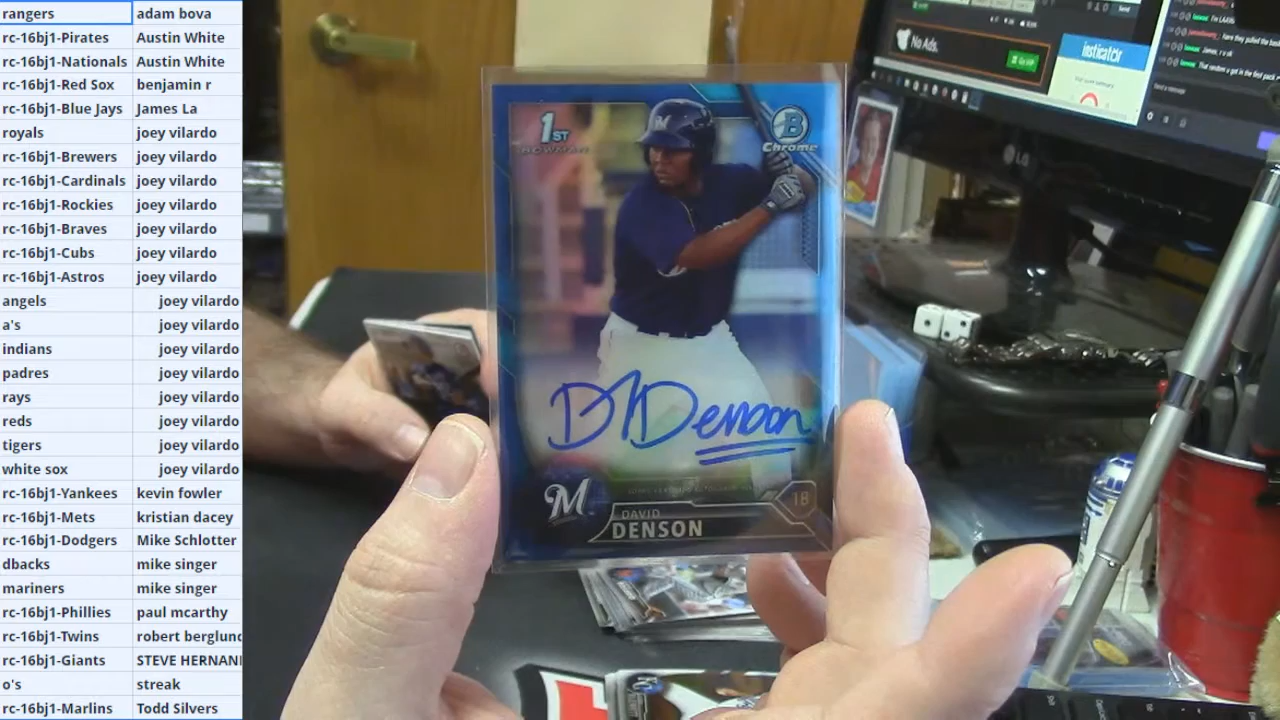 rangers adam bova
rc-16bj1-Pirates Austin White
rc-16bj1-Nationals Austin White
rc-16bj1-Red Sox benjamin r
rc-16bj1-Blue Jays James La
royals joey vilardo
rc-16bj1-Brewers joey vilardo
rc-16bj1-Cardinals joey vilardo
rc-16bj1-Rockies joey vilardo
rc-16bj1-Braves joey vilardo
rc-16bj1-Cubs joey vilardo
rc-16bj1-Astros joey vilardo
angels joey vilardo
a's joey vilardo
indians joey vilardo
padres joey vilardo
rays joey vilardo
reds joey vilardo
tigers joey vilardo
white sox joey vilardo
rc-16bj1-Yankees kevin fowler
rc-16bj1-Mets kristian dacey
rc-16bj1-Dodgers Mike Schlotter
dbacks mike singer
mariners mike singer
rc-16bj1-Phillies paul mcarthy
rc-16bj1-Twins robert berglund
rc-16bj1-Giants STEVE HERNAN
o's streak
rc-16bj1-Marlins Todd Silvers
1ST
BOWMAN
B
Chrome
M
D Denson
M
18
DAVID
DENSON
No Ads.
Go VIP
insticator
LG